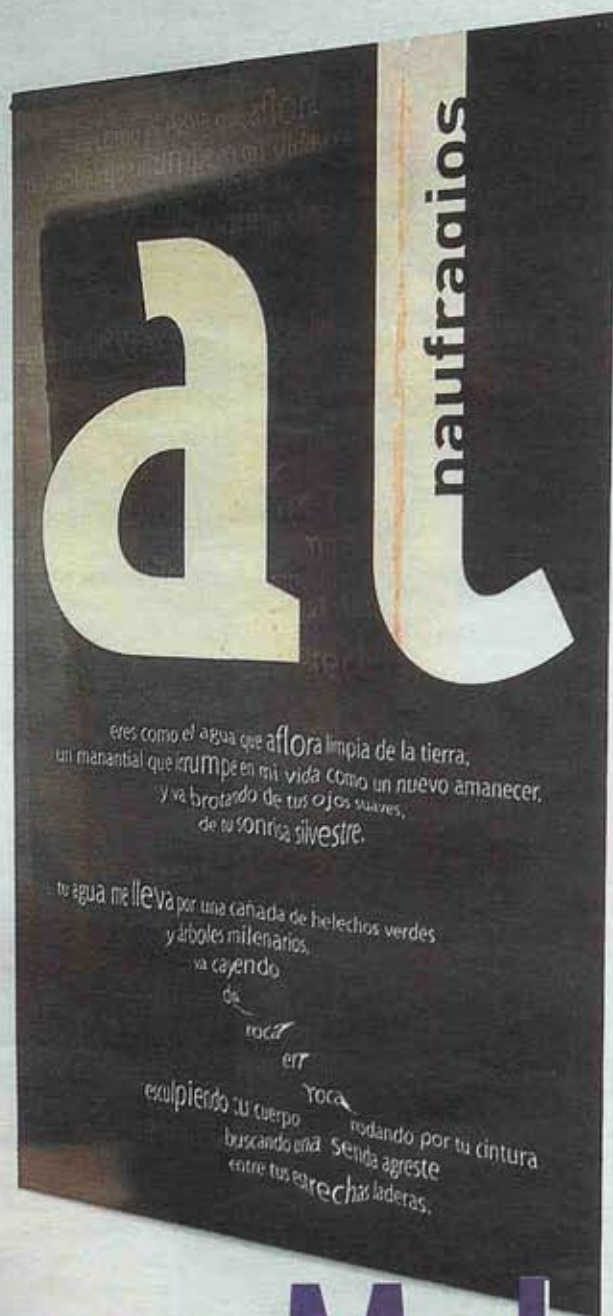 al
naufragios
eres como el agua que aflora limpia de la tierra,
un manantial que irrumpe en mi vida como un nuevo amanecer.
y va brotando de tus ojos suaves,
de tu sonrisa silvestre.
tu agua me lleva por una cañada de helechos verdes
y árboles milenarios,
va cayendo
de
roca
en
roca
rodando por tu cintura
esculpiendo tu cuerpo
buscando una senda agreste
entre tus estrechas laderas.